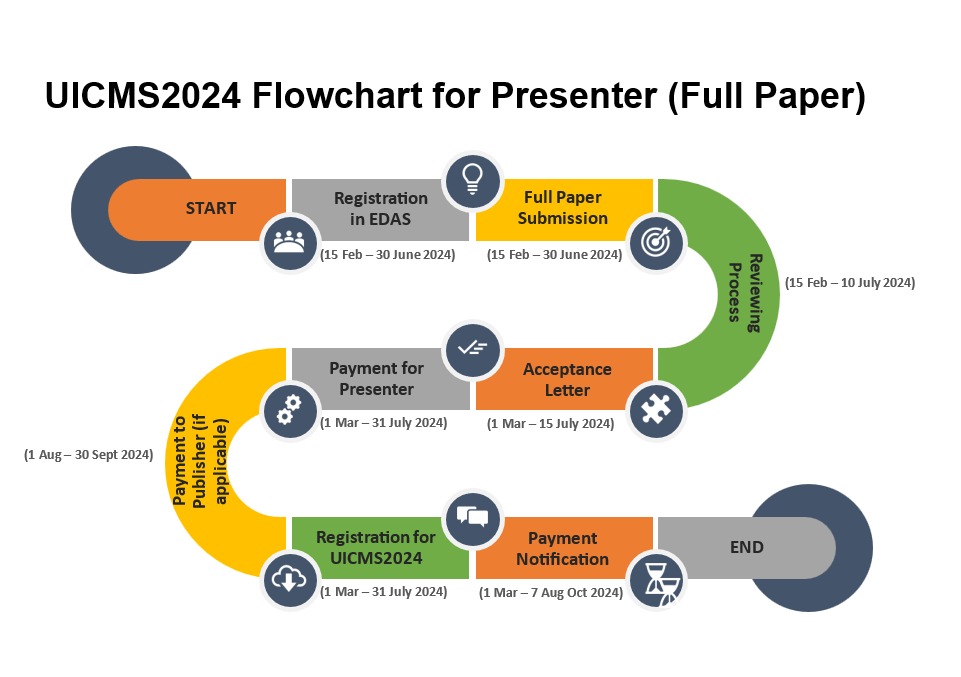 UICMS2024 Flowchart for Presenter (Full Paper)
START
Registration
in EDAS
(15 Feb – 30 June 2024)
Full Paper
Submission
(15 Feb – 30 June 2024)
Reviewing
Process
(15 Feb – 10 July 2024)
Acceptance
Letter
(1 Mar – 15 July 2024)
Payment for
Presenter
(1 Mar – 31 July 2024)
Payment to
Publisher (if
applicable)
(1 Aug – 30 Sept 2024)
Registration for
UICMS2024
(1 Mar – 31 July 2024)
Payment
Notification
(1 Mar – 7 Aug Oct 2024)
END